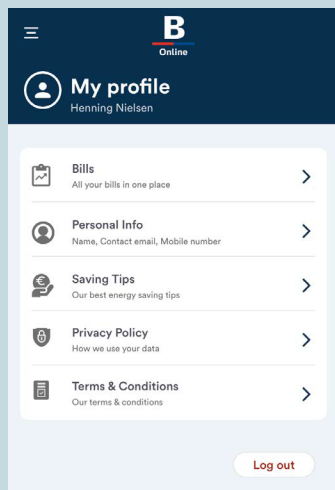 B
Online
My profile
Henning Nielsen
Bills
All your bills in one place
Personal Info
Name, Contact email, Mobile number
Saving Tips
Our best energy saving tips
Privacy Policy
How we use your data
Terms & Conditions
Our terms & conditions
Log out